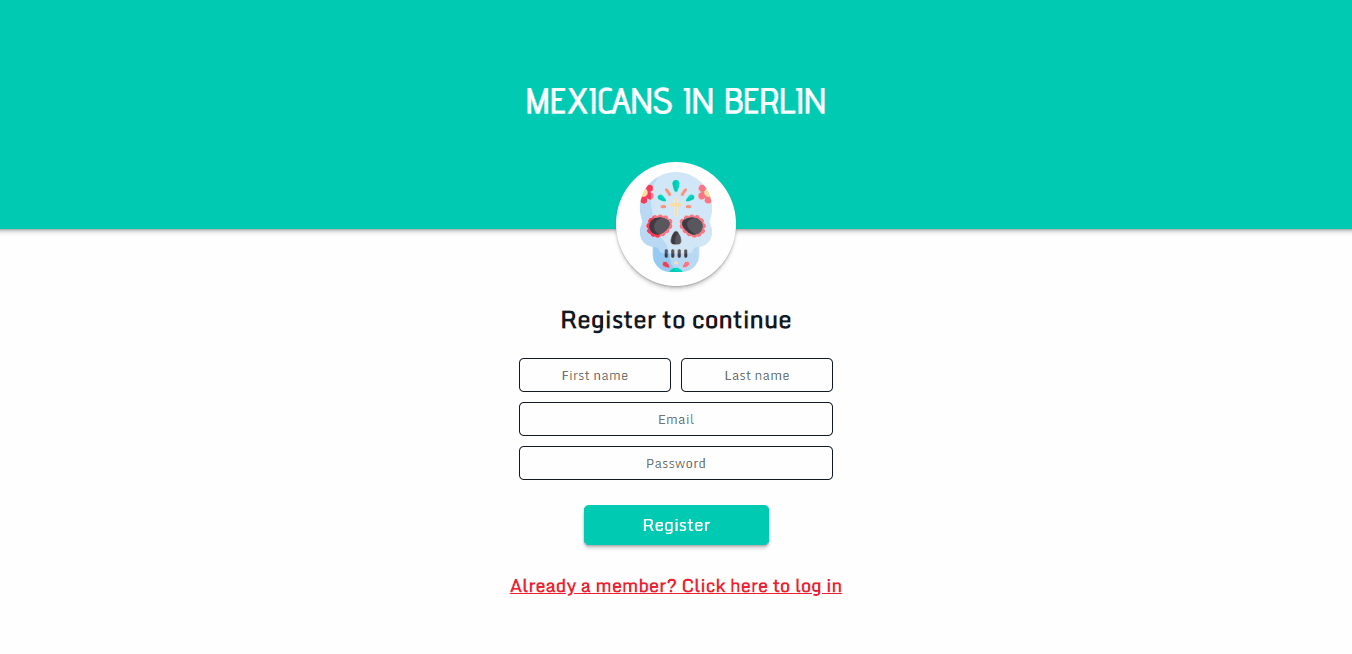 MEXICANS IN BERLIN
Register to continue
First name Last name
Email
Password
Register
Already a member? Click here to log in